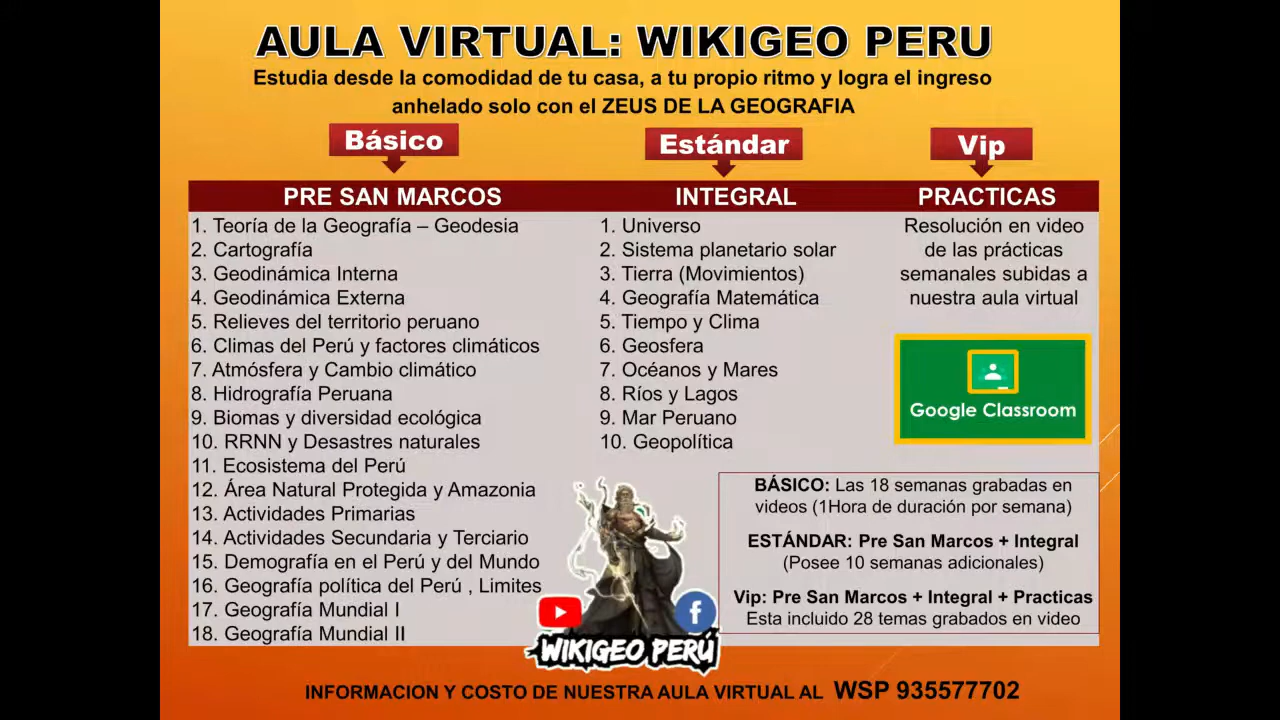 AULA VIRTUAL: WIKIGEO PERU
Estudia desde la comodidad de tu casa, a tu propio ritmo y logra el ingreso
anhelado solo con el ZEUS DE LA GEOGRAFIA
Básico
Estándar
Vip
PRE SAN MARCOS
1. Teoría de la Geografía – Geodesia
2. Cartografía
3. Geodinámica Interna
4. Geodinámica Externa
5. Relieves del territorio peruano
6. Climas del Perú y factores climáticos
7. Atmósfera y Cambio climático
8. Hidrografía Peruana
9. Biomas y diversidad ecológica
10. RRNN y Desastres naturales
11. Ecosistema del Perú
12. Área Natural Protegida y Amazonia
13. Actividades Primarias
14. Actividades Secundaria y Terciario
15. Demografía en el Perú y del Mundo
16. Geografía política del Perú , Limites
17. Geografía Mundial I
18. Geografía Mundial II
INTEGRAL
1. Universo
2. Sistema planetario solar
3. Tierra (Movimientos)
4. Geografía Matemática
5. Tiempo y Clima
6. Geosfera
7. Océanos y Mares
8. Ríos y Lagos
9. Mar Peruano
10. Geopolítica
PRACTICAS
Resolución en video
de las prácticas
semanales subidas a
nuestra aula virtual
Google Classroom
BÁSICO: Las 18 semanas grabadas en
videos (1Hora de duración por semana)
ESTÁNDAR: Pre San Marcos + Integral
(Posee 10 semanas adicionales)
Vip: Pre San Marcos + Integral + Practicas
Esta incluido 28 temas grabados en video
f
WIKIGEO PERÚ
INFORMACION Y COSTO DE NUESTRA AULA VIRTUAL AL WSP 935577702